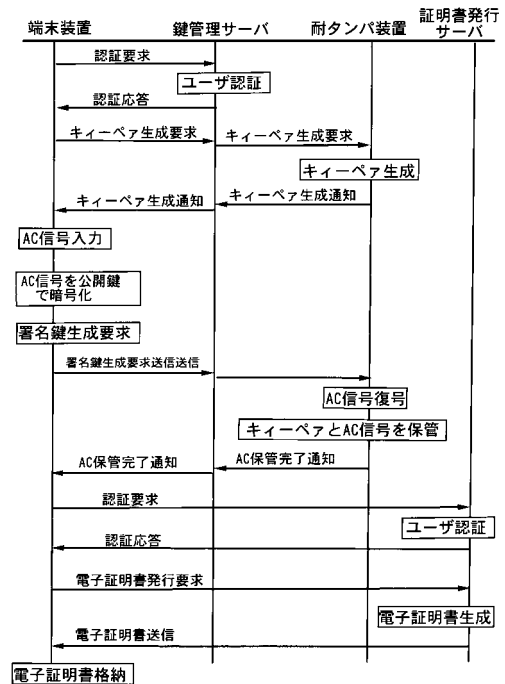 端末装置
鍵管理サーバ
耐タンパ装置
証明書発行
サーバ
認証要求
ユーザ認証
認証応答
キィーペァ生成要求
キィーペァ生成要求
キィーペァ生成
キィーペァ生成通知
キィーペァ生成通知
AC信号入力
AC信号を公開鍵
で暗号化
署名鍵生成要求
署名鍵生成要求送信送信
AC信号復号
キィーペァとAC信号を保管
AC保管完了通知
AC保管完了通知
認証要求
ユーザ認証
認証応答
電子証明書発行要求
電子証明書生成
電子証明書送信
電子証明書格納